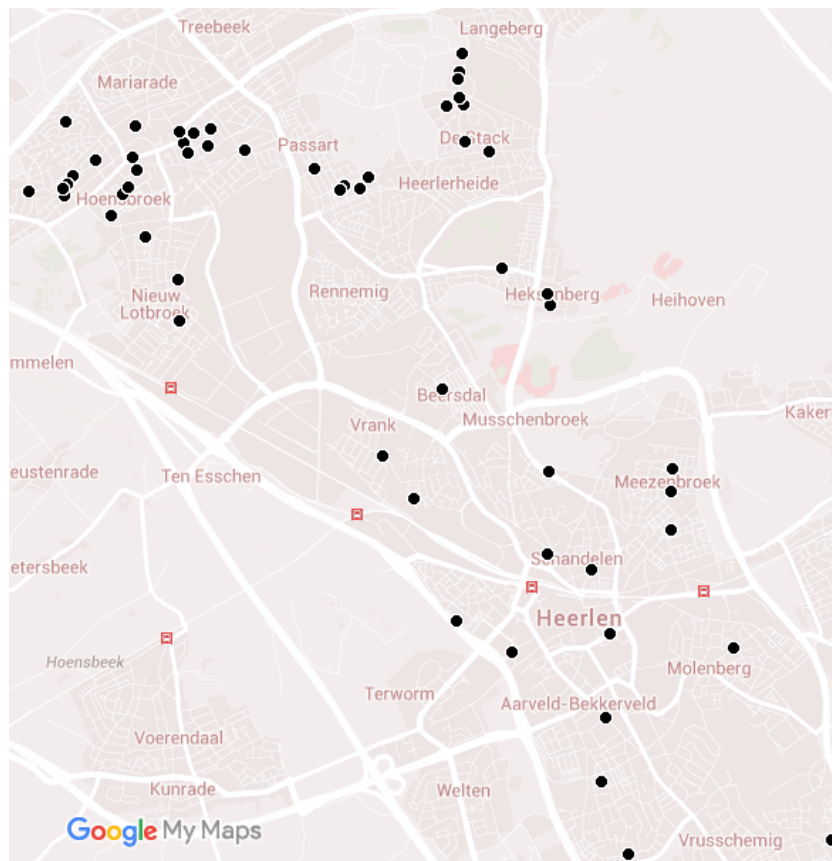 Langeberg
Treebeek
Mariarade
De Stack
Passart
Heerlerheide
Hoensbroek
Rennemig
Heksenberg
Heihoven
Nieuw
Lotbroek
mmelen
Beersdal
Musschenbroek
Kakert
Vrank
eustenrade
Ten Esschen
Meezenbroek
Schandelen
etersbeek
Heerlen
Hoensbeek
Molenberg
Terworm
Aarveld-Bekkerveld
Voerendaal
Kunrade
Welten
Google My Maps
Vrusschemig